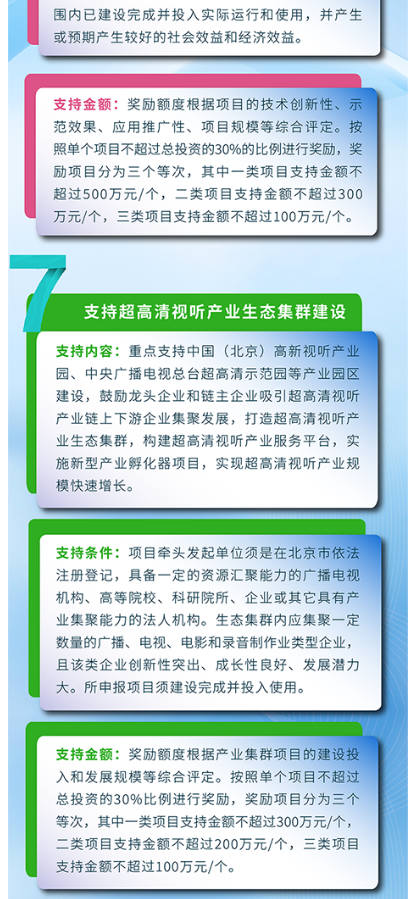 围内已建设完成并投入实际运行和使用，并产生
或预期产生较好的社会效益和经济效益。
支持金额：奖励额度根据项目的技术创新性、示
范效果、应用推广性、项目规模等综合评定。按
照单个项目不超过总投资的30%的比例进行奖励，奖
励项目分为三个等次，其中一类项目支持金额不
超过500万元/个，二类项目支持金额不超过300
万元/个，三类项目支持金额不超过100万元/个。
7
支持超高清视听产业生态集群建设
支持内容：重点支持中国（北京）高新视听产业
园、中央广播电视总台超高清示范园等产业园区
建设，鼓励龙头企业和链主企业吸引超高清视听
产业链上下游企业集聚发展，打造超高清视听产
业生态集群，构建超高清视听产业服务平台，实
施新型产业孵化器项目，实现超高清视听产业规
模快速增长。
支持条件：项目牵头发起单位须是在北京市依法
注册登记，具备一定的资源汇聚能力的广播电视
机构、高等院校、科研院所、企业或其它具有产
业集聚能力的法人机构。生态集群内应集聚一定
数量的广播、电视、电影和录音制作业类型企业，
且该类企业创新性突出、成长性良好、发展潜力
大。所申报项目须建设完成并投入使用。
支持金额：奖励额度根据产业集群项目的建设投
入和发展规模等综合评定。按照单个项目不超过
总投资的30%比例进行奖励，奖励项目分为三个
等次，其中一类项目支持金额不超过300万元/个，
二类项目支持金额不超过200万元/个，三类项目
支持金额不超过100万元/个。